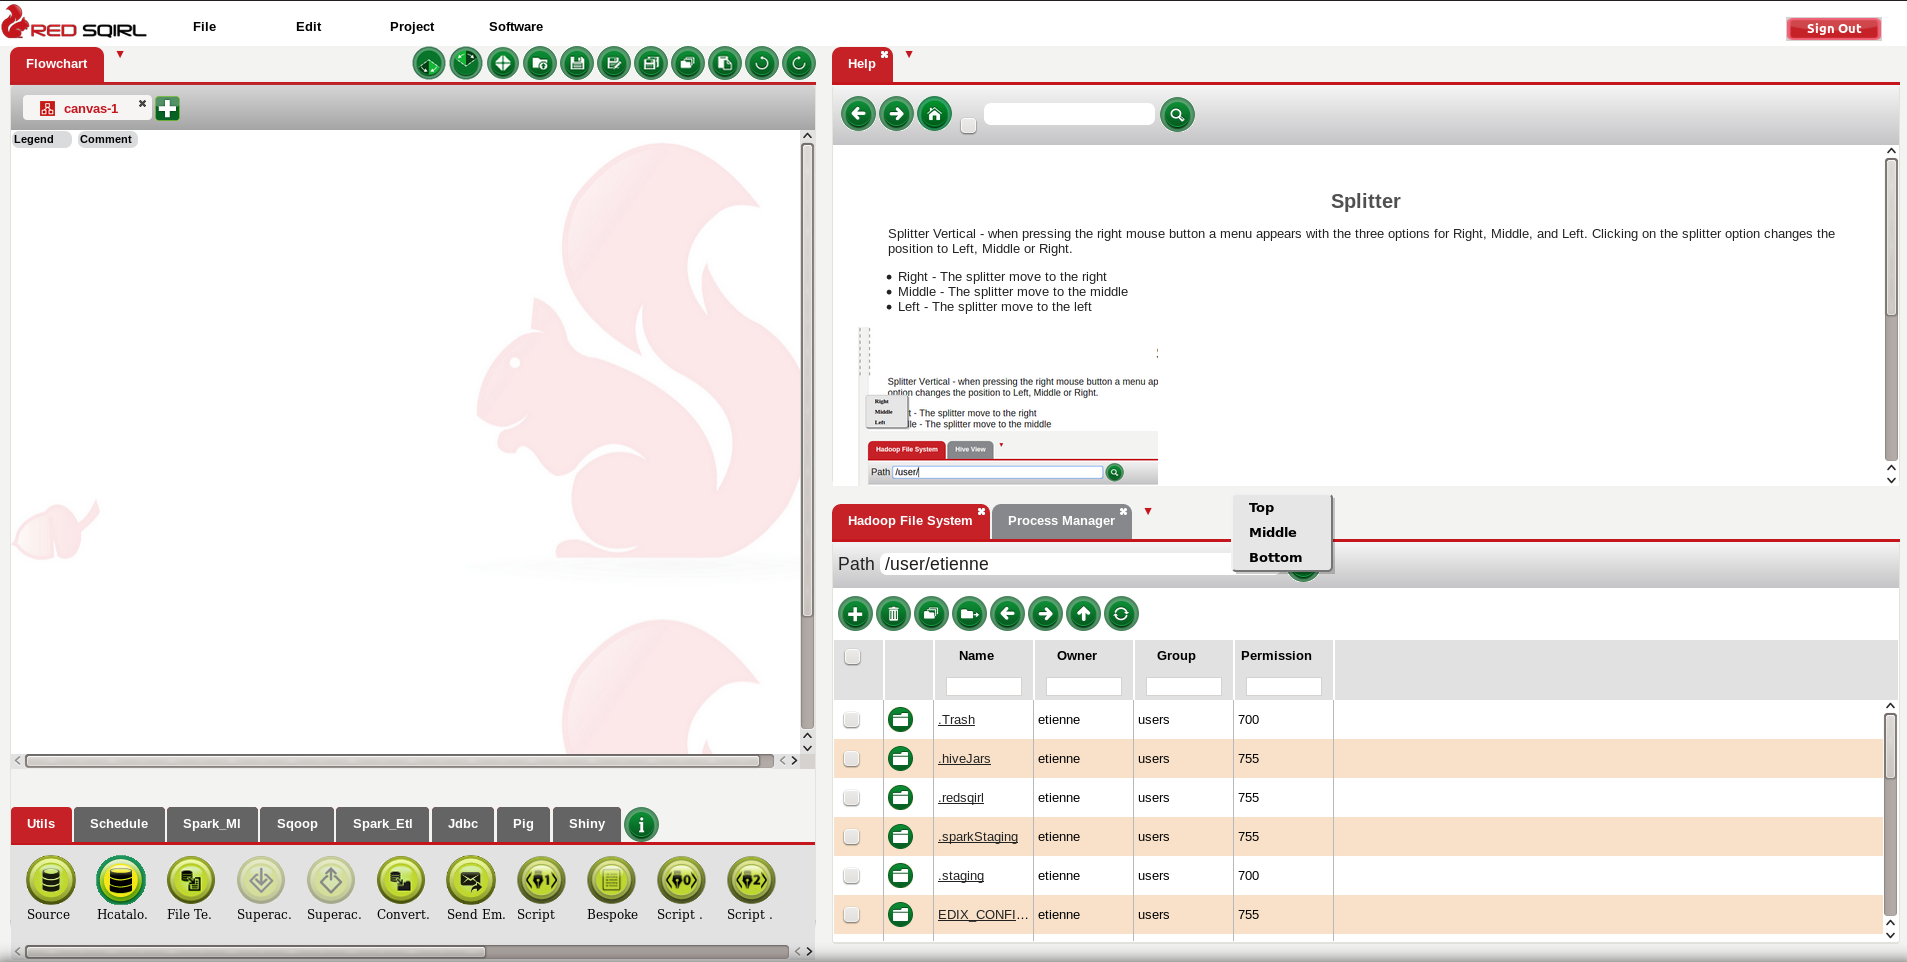 RED SQIRL
File
Edit
Project
Software
Sign Out
Flowchart
canvas-1
Legend
Comment
Help
Splitter
Splitter Vertical - when pressing the right mouse button a menu appears with the three options for Right, Middle, and Left. Clicking on the splitter option changes the
position to Left, Middle or Right.
Right - The splitter move to the right
Middle - The splitter move to the middle
Left - The splitter move to the left
Splitter Vertical - when pressing the right mouse button a menu ap
option changes the position to Left, Middle or Right.
Right
Middle
Left
t - The splitter move to the right
le - The splitter move to the middle
Hadoop File System
Hive View
Path /user/
Hadoop File System
Process Manager
Top
Middle
Bottom
Path /user/etienne
Name
Owner
Group
Permission
.Trash etienne users 700
.hiveJars etienne users 755
.redsqirl etienne users 755
.sparkStaging etienne users 755
.staging etienne users 700
EDIX_CONFI... etienne users 755
Utils
Schedule
Spark_Ml
Sqoop
Spark_Etl
Jdbc
Pig
Shiny
Source
Hcatalo.
File Te.
Superac.
Superac.
Convert.
Send Em.
Script
Bespoke
Script .
Script .